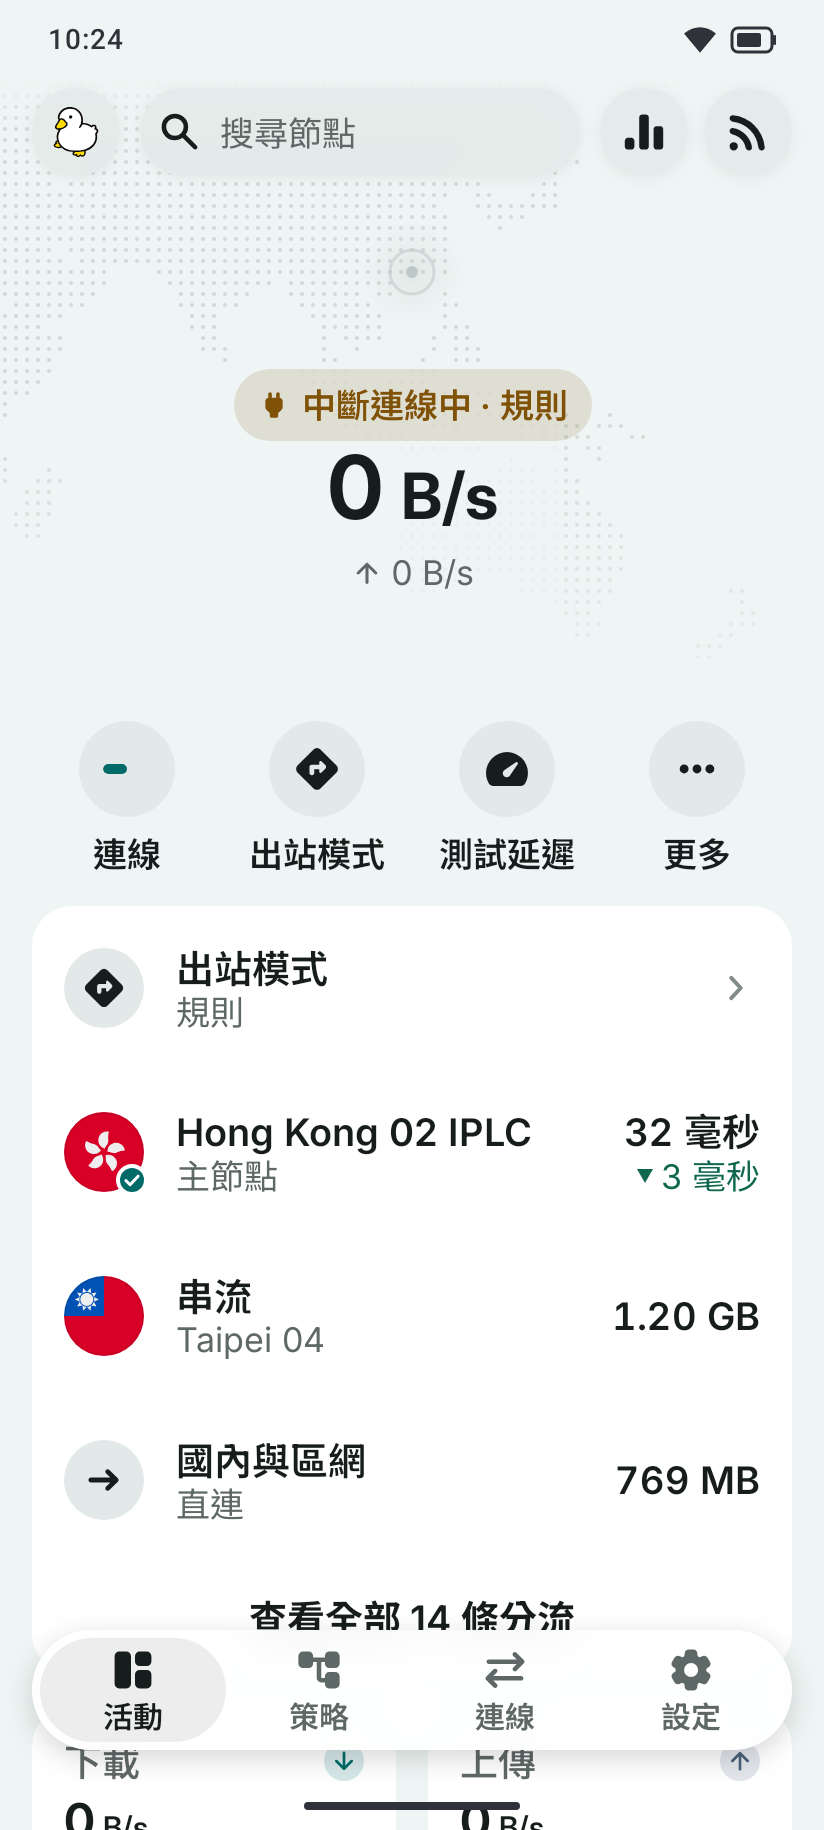 10:24
搜尋節點
中斷連線中 · 規則
0 B/s
↑ 0 B/s
連線
出站模式
測試延遲
更多
出站模式
規則
Hong Kong 02 IPLC
32 毫秒
主節點
▼3 毫秒
串流
1.20 GB
Taipei 04
國內與區網
769 MB
直連
查看全部 14 條分流
活動
策略
連線
設定
下載
上傳
0 B/s
0 B/s